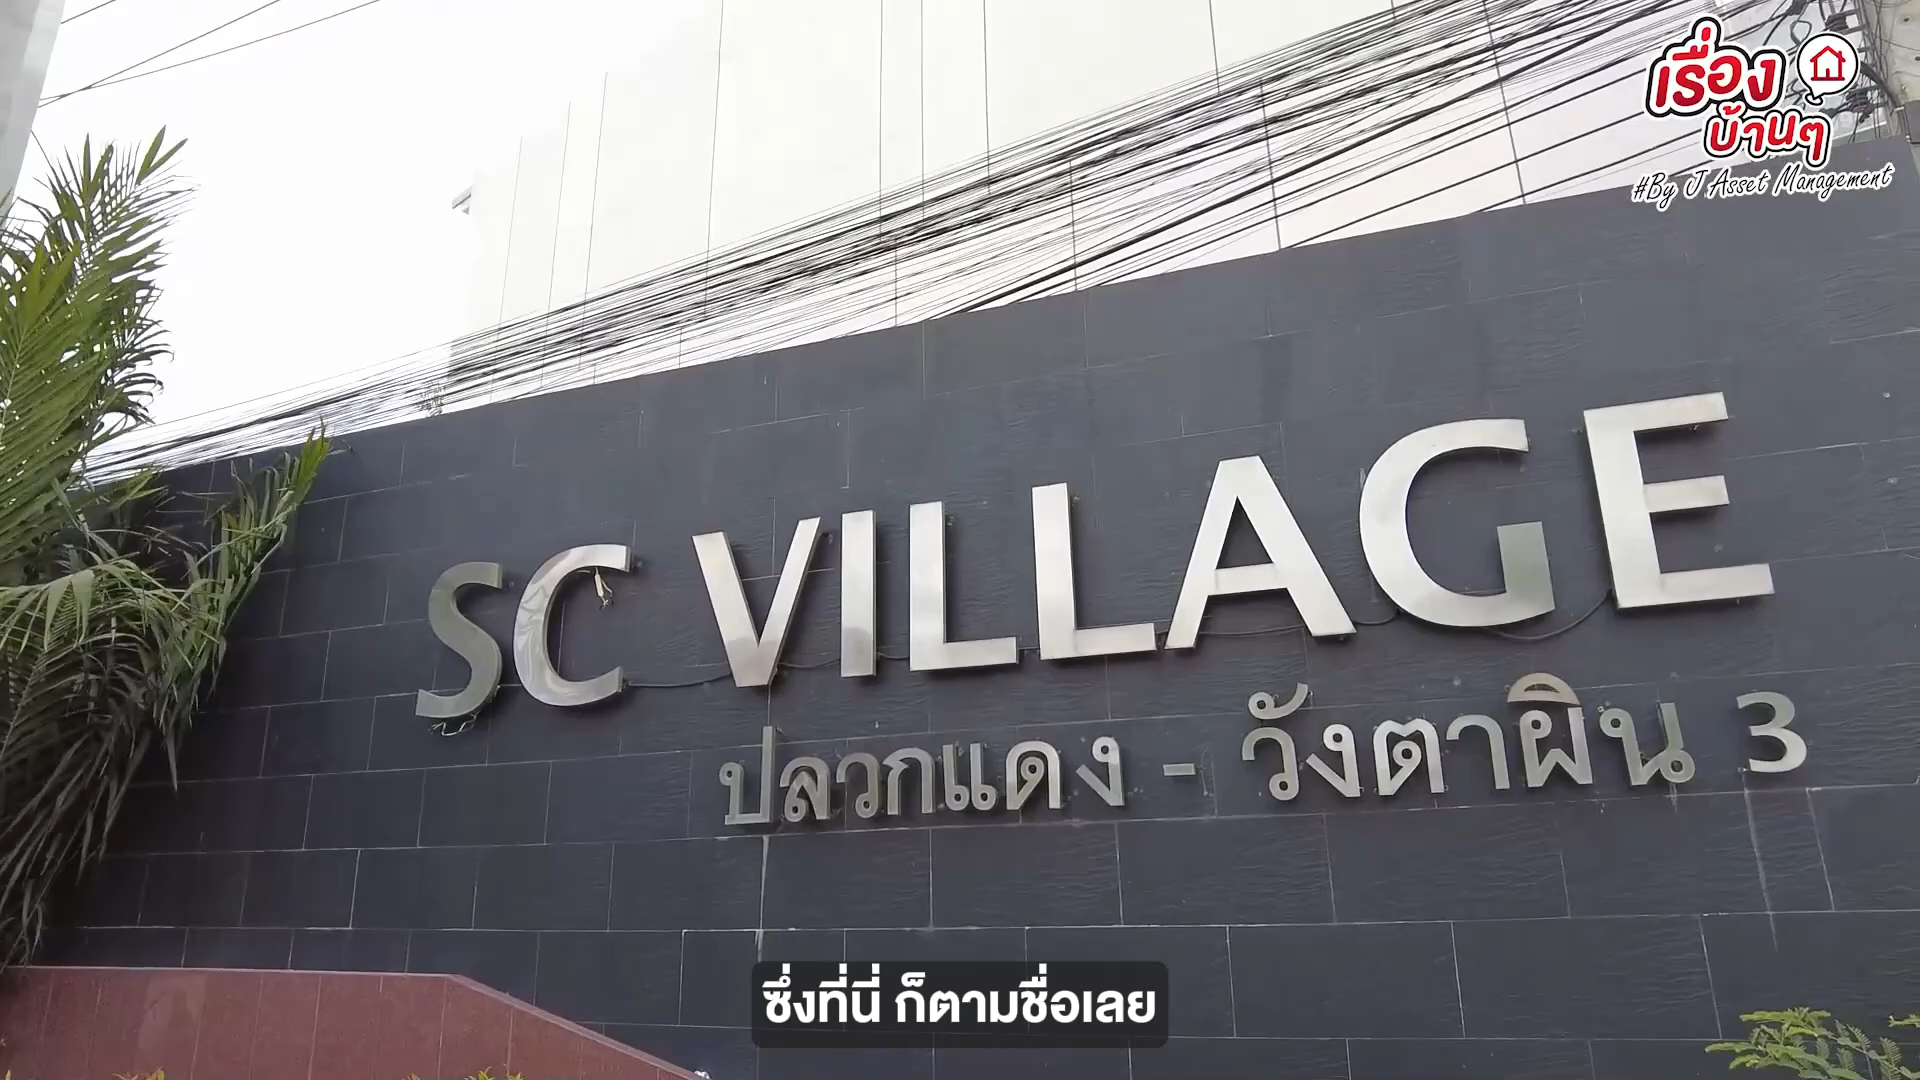 เรื่อง
บ้านๆ
#By J Asset Management
SC VILLAGE
ปลวกแดง - วังตาผิน 3
ซึ่งที่นี่ ก็ตามชื่อเลย